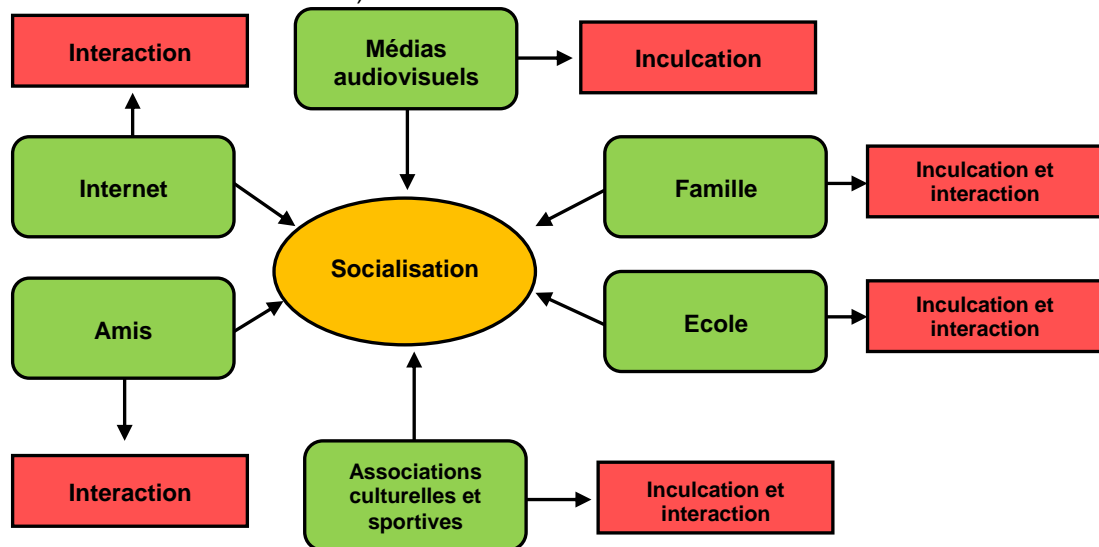 Interaction
Médias
audiovisuels
Inculcation
Internet
Famille
Inculcation et
interaction
Socialisation
Amis
Ecole
Inculcation et
interaction
Interaction
Associations
culturelles et
sportives
Inculcation et
interaction